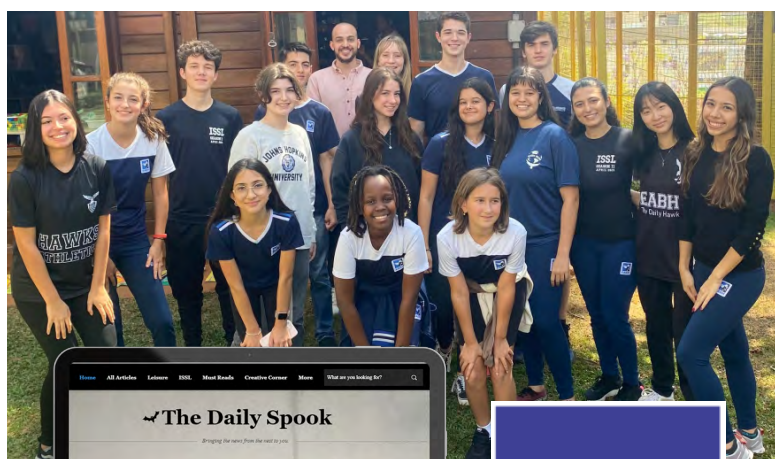 ISSL
JOHNS HOPKINS
UNIVERSITY
ISSL
HAWKS
ATHLETI
EABH
The Daily Hawk
Home All Articles Leisure ISSL Must Reads Creative Corner More What are you looking for?
The Daily Spook
Bringing the news from the nest to you.